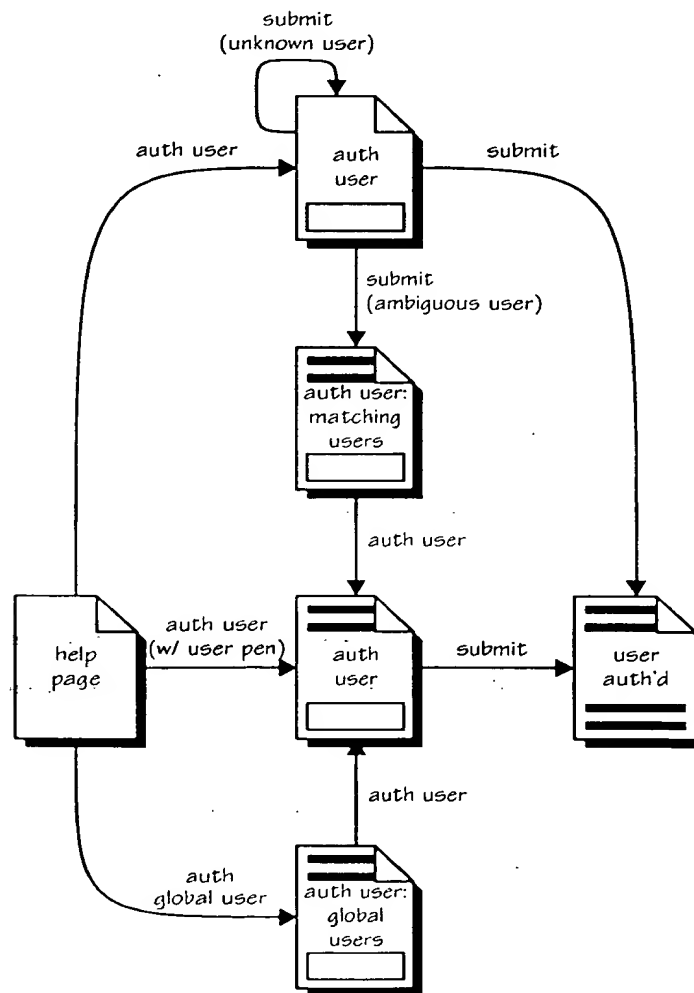 submit
(unknown user)
auth user
auth
user
submit
submit
(ambiguous user)
auth user:
matching
users
auth user
help
page
auth user
(w/ user pen)
auth
user
submit
user
auth'd
auth user
auth
global user
auth user:
global
users